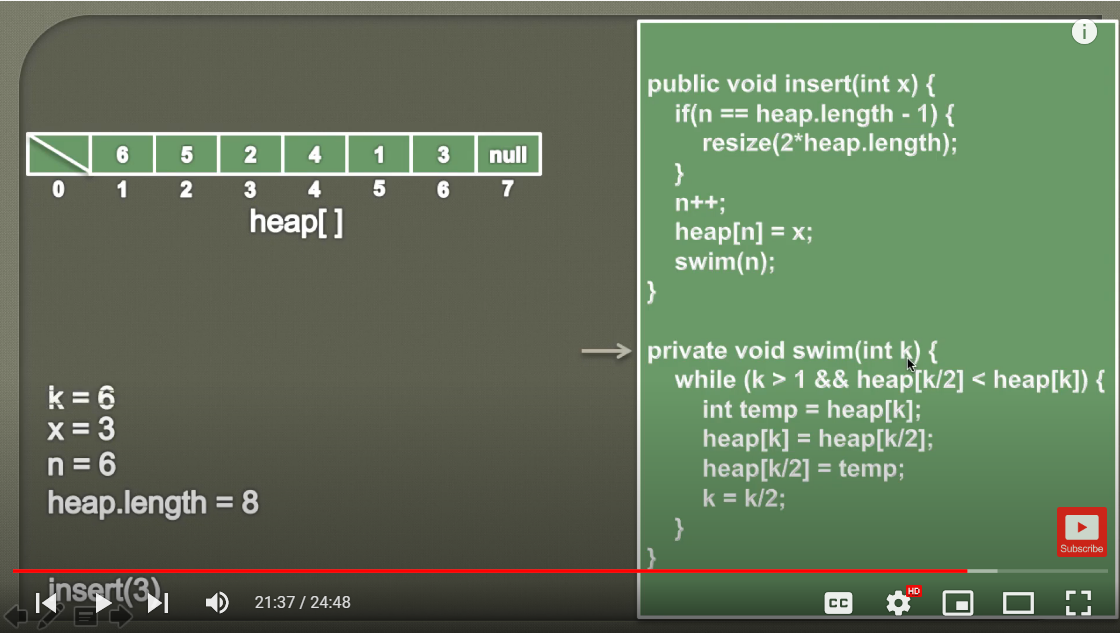 6 5 2 4 1 3 null
0 1 2 3 4 5 6 7
heap[ ]
k = 6
x = 3
n = 6
heap.length = 8
insert(3)
public void insert(int x) {
if(n == heap.length - 1) {
resize(2*heap.length);
}
n++;
heap[n] = x;
swim(n);
}
private void swim(int k) {
while (k > 1 && heap[k/2] < heap[k]) {
int temp = heap[k];
heap[k] = heap[k/2];
heap[k/2] = temp;
k = k/2;
}
}
i
Subscribe
21:37 / 24:48
CC
HD